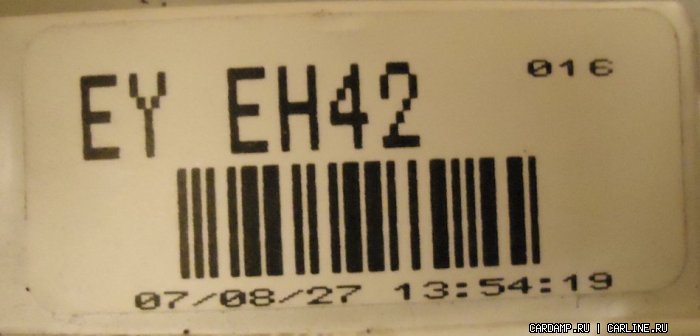 EY EH42 016
07/08/27 13:54:19
CARDAMP.RU | CARLINE.RU